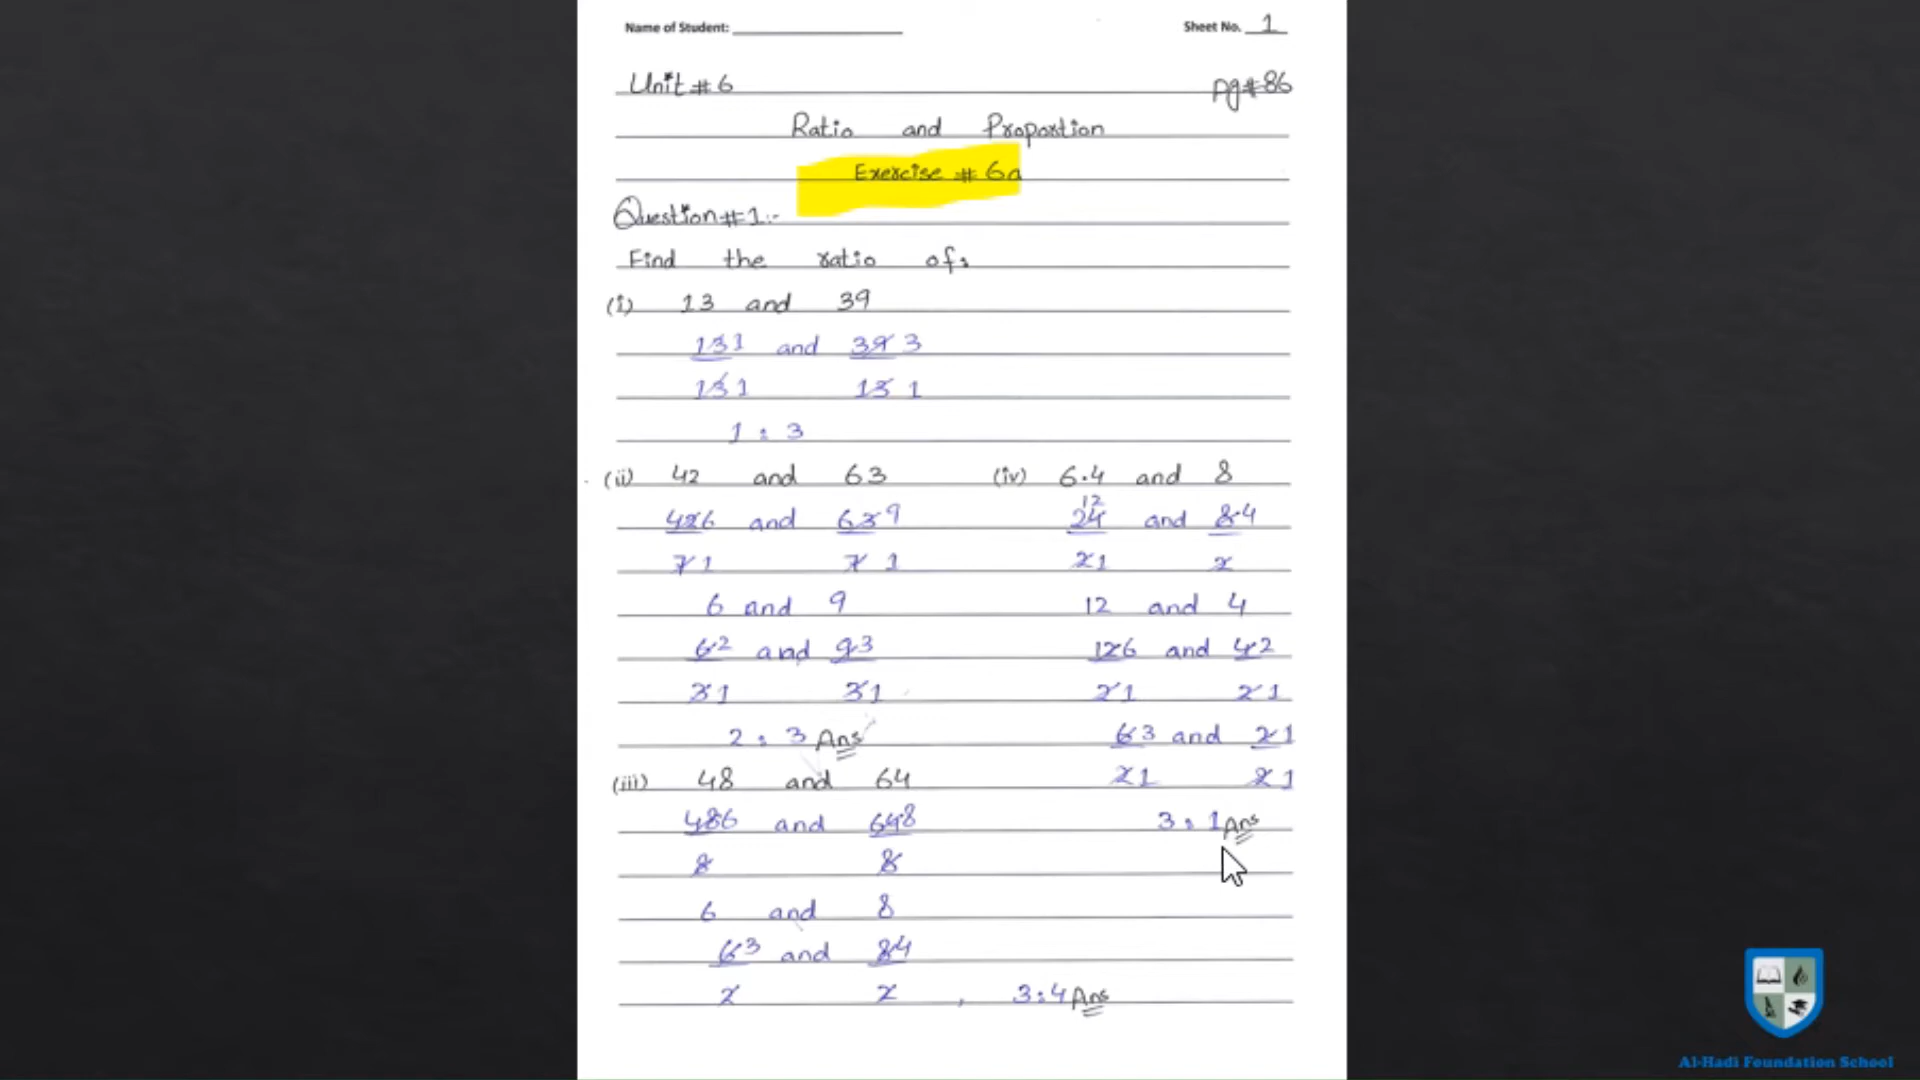 Name of Student:
Sheet No. 1
Unit # 6
Pg#86
Ratio and Proportion
Exercise # 6a
Question#1:-
Find the ratio of:
(i) 13 and 39
13 1 and 39 3
13 1 13 1
1 : 3
(ii) 42 and 63
42 6 and 63 9
7 1 7 1
6 and 9
6 2 and 9 3
3 1 3 1
2 : 3 Ans
(iii) 48 and 64
48 6 and 64 8
8 8
6 and 8
6 3 and 8 4
2 2 , 3:4 Ans
(iv) 6.4 and 8
12
24 and 8 4
2 1 2
12 and 4
12 6 and 4 2
2 1 2 1
6 3 and 2 1
2 1 2 1
3 : 1 Ans
Al-Hadi Foundation School